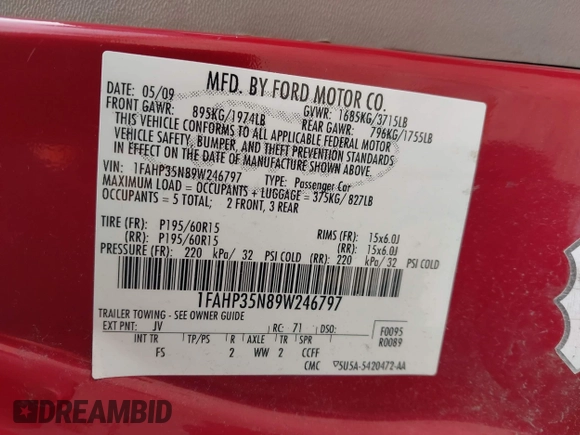 MFD. BY FORD MOTOR CO.
DATE: 05/09
GVWR: 1685KG/3715LB
FRONT GAWR: 895KG/1974LB
REAR GAWR: 796KG/1755LB
THIS VEHICLE CONFORMS TO ALL APPLICABLE FEDERAL MOTOR
VEHICLE SAFETY, BUMPER, AND THEFT PREVENTION STANDARDS
IN EFFECT ON THE DATE OF MANUFACTURE SHOWN ABOVE.
VIN: 1FAHP35N89W246797 TYPE: Passenger Car
MAXIMUM LOAD = OCCUPANTS + LUGGAGE = 375KG/ 827LB
OCCUPANTS = 5 TOTAL; 2 FRONT, 3 REAR
TIRE (FR): P195/60R15 RIMS (FR): 15x6.0J
(RR): P195/60R15 (RR): 15x6.0J
PRESSURE (FR): 220 kPa/ 32 PSI COLD (RR): 220 kPa/ 32 PSI COLD
1FAHP35N89W246797
TRAILER TOWING - SEE OWNER GUIDE
EXT PNT: JV RC: 71 DSO: F0095
R0089
INT TR TP/PS R AXLE TR SPR
FS 2 WW 2 CCFF
CMC ▽5U5A-5420472-AA
DREAMBID